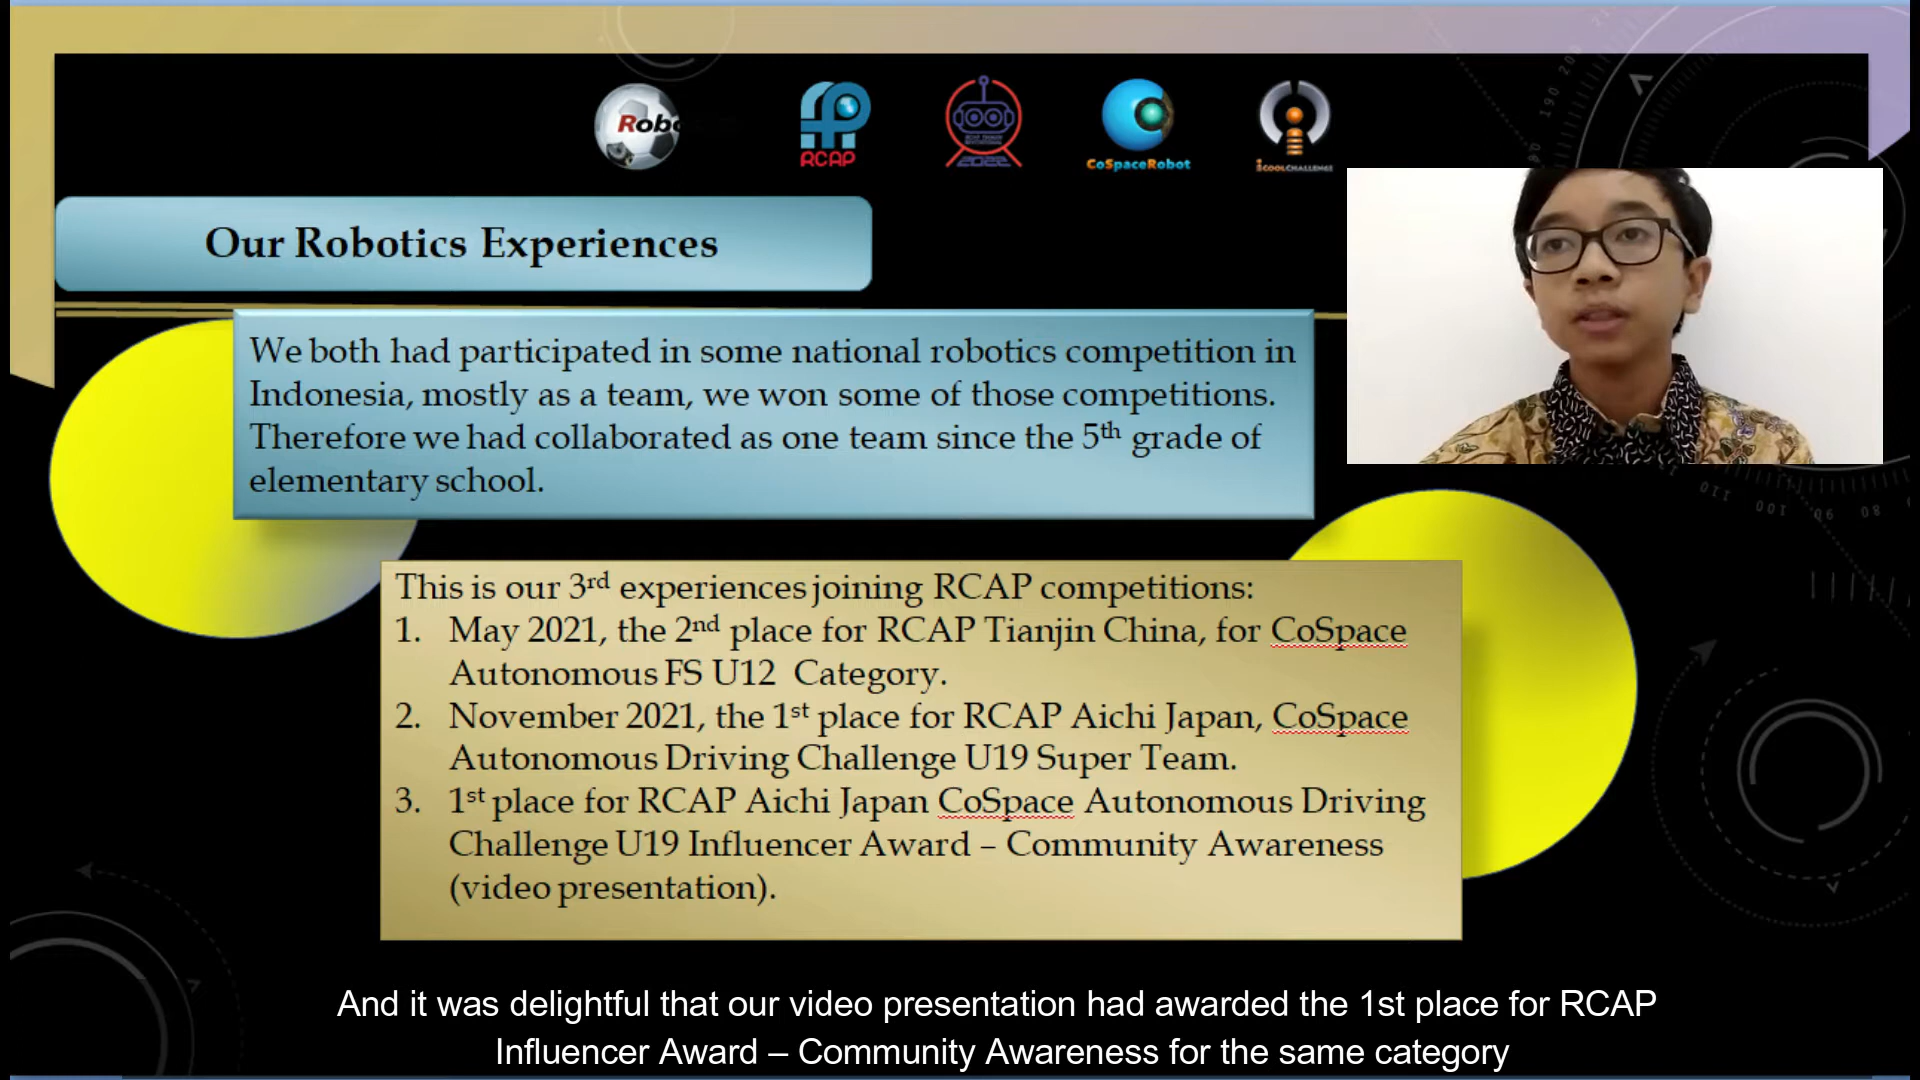 Robo
RCAP
2022
CoSpaceRobot
iCOOLCHALLENGE
Our Robotics Experiences
We both had participated in some national robotics competition in
Indonesia, mostly as a team, we won some of those competitions.
Therefore we had collaborated as one team since the 5th grade of
elementary school.
This is our 3rd experiences joining RCAP competitions:
1. May 2021, the 2nd place for RCAP Tianjin China, for CoSpace
Autonomous FS U12 Category.
2. November 2021, the 1st place for RCAP Aichi Japan, CoSpace
Autonomous Driving Challenge U19 Super Team.
3. 1st place for RCAP Aichi Japan CoSpace Autonomous Driving
Challenge U19 Influencer Award – Community Awareness
(video presentation).
110 100 90 80
And it was delightful that our video presentation had awarded the 1st place for RCAP
Influencer Award – Community Awareness for the same category